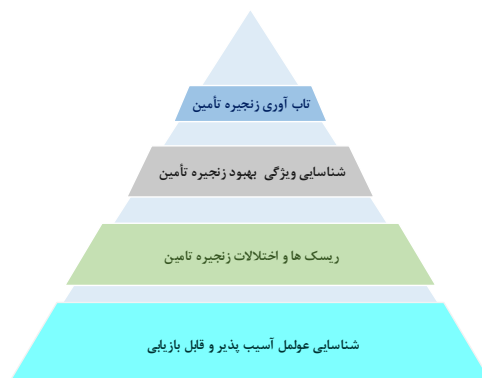 تاب آوری زنجیره تأمین
شناسایی ویژگی بهبود زنجیره تأمین
ریسک ها و اختلالات زنجیره تامین
شناسایی عولمل آسیب پذیر و قابل بازیابی